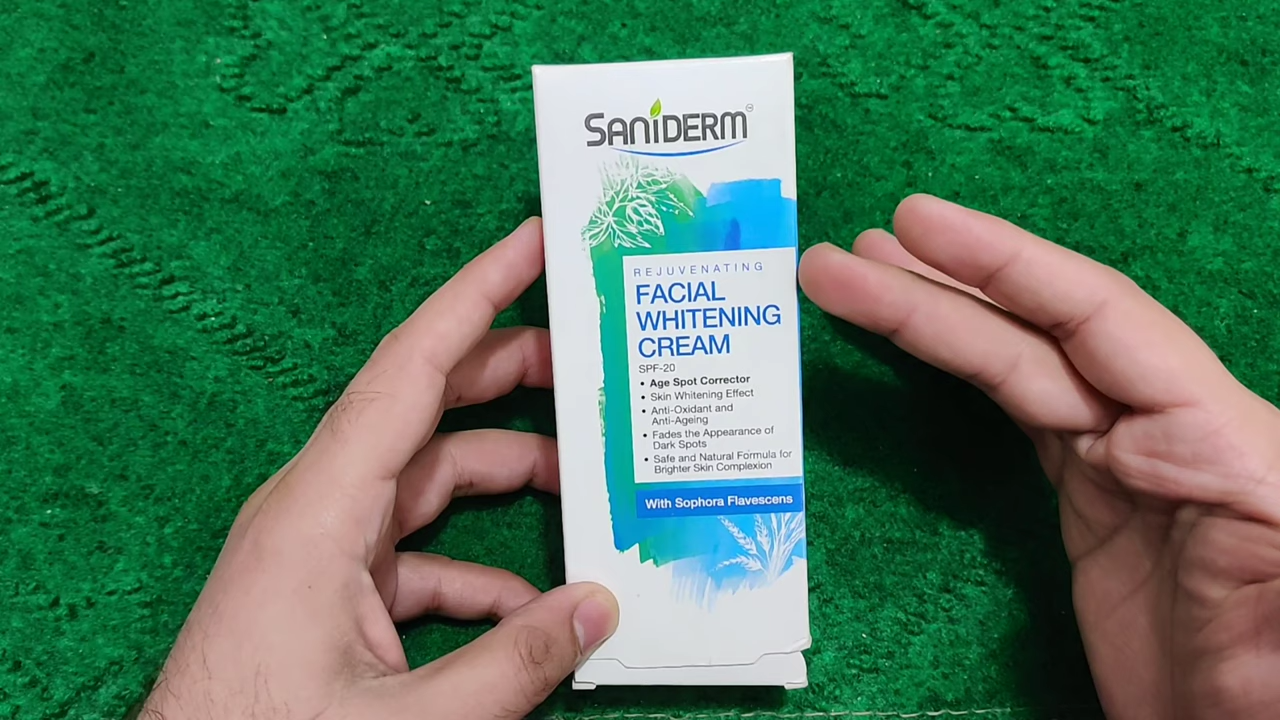 SANIDERM™
REJUVENATING
FACIAL
WHITENING
CREAM
SPF-20
• Age Spot Corrector
• Skin Whitening Effect
• Anti-Oxidant and
Anti-Ageing
• Fades the Appearance of
Dark Spots
• Safe and Natural Formula for
Brighter Skin Complexion
With Sophora Flavescens